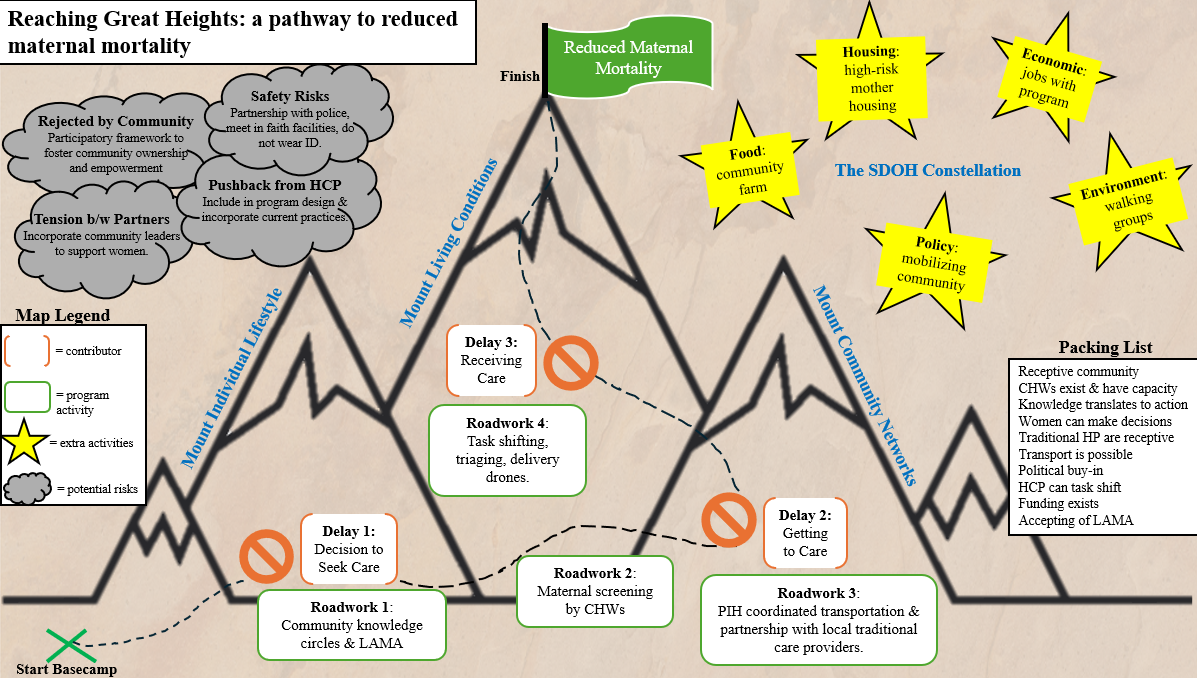 Reaching Great Heights: a pathway to reduced
maternal mortality
Finish
Reduced Maternal
Mortality
Rejected by Community
Participatory framework to
foster community ownership
and empowerment
Safety Risks
Partnership with police,
meet in faith facilities, do
not wear ID.
Tension b/w Partners
Incorporate community leaders
to support women.
Pushback from HCP
Include in program design &
incorporate current practices.
Housing:
high-risk
mother
housing
Economic:
jobs with
program
Food:
community
farm
The SDOH Constellation
Environment:
walking
groups
Policy:
mobilizing
community
Mount Individual Lifestyle
Mount Living Conditions
Mount Community Networks
Map Legend
= contributor
= program
activity
= extra activities
= potential risks
Packing List
Receptive community
CHWs exist & have capacity
Knowledge translates to action
Women can make decisions
Traditional HP are receptive
Transport is possible
Political buy-in
HCP can task shift
Funding exists
Accepting of LAMA
Delay 3:
Receiving
Care
Roadwork 4:
Task shifting,
triaging, delivery
drones.
Delay 1:
Decision to
Seek Care
Delay 2:
Getting
to Care
Roadwork 1:
Community knowledge
circles & LAMA
Roadwork 2:
Maternal screening
by CHWs
Roadwork 3:
PIH coordinated transportation &
partnership with local traditional
care providers.
Start Basecamp